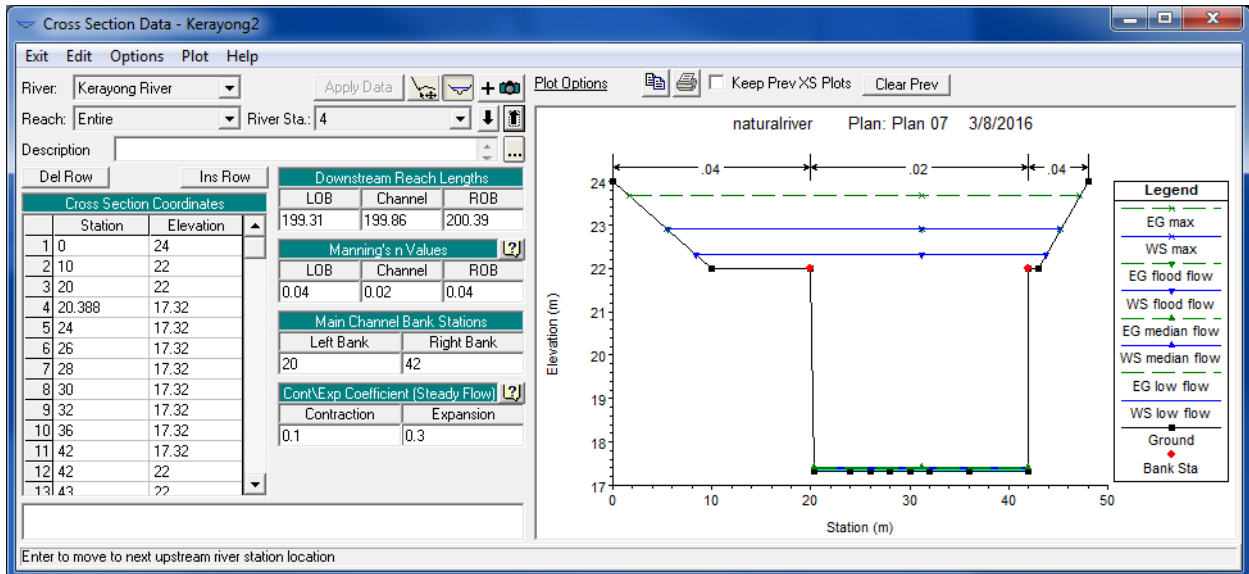 Cross Section Data - Kerayong2
Exit Edit Options Plot Help
River: Kerayong River Apply Data + Plot Options Keep Prev XS Plots Clear Prev
Reach: Entire River Sta.: 4
Description ...
Del Row Ins Row
Cross Section Coordinates
Station Elevation
1 0 24
2 10 22
3 20 22
4 20.388 17.32
5 24 17.32
6 26 17.32
7 28 17.32
8 30 17.32
9 32 17.32
10 36 17.32
11 42 17.32
12 42 22
13 43 22
Downstream Reach Lengths
LOB Channel ROB
199.31 199.86 200.39
Manning's n Values
LOB Channel ROB
0.04 0.02 0.04
Main Channel Bank Stations
Left Bank Right Bank
20 42
Cont\Exp Coefficient (Steady Flow)
Contraction Expansion
0.1 0.3
naturalriver Plan: Plan 07 3/8/2016
.04 .02 .04
24
23
22
21
20
19
18
17
Elevation (m)
0 10 20 30 40 50
Station (m)
Legend
EG max
WS max
EG flood flow
WS flood flow
EG median flow
WS median flow
EG low flow
WS low flow
Ground
Bank Sta
Enter to move to next upstream river station location